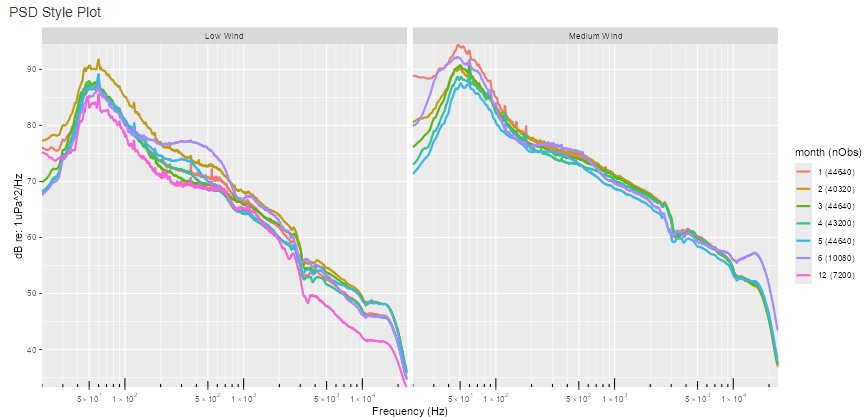 PSD Style Plot
Low Wind
Medium Wind
dB re: 1uPa^2/Hz
90
80
70
60
50
40
5 × 10¹ 1 × 10² 5 × 10² 1 × 10³ 5 × 10³ 1 × 10⁴
5 × 10¹ 1 × 10² 5 × 10² 1 × 10³ 5 × 10³ 1 × 10⁴
Frequency (Hz)
month (nObs)
1 (44640)
2 (40320)
3 (44640)
4 (43200)
5 (44640)
6 (10080)
12 (7200)